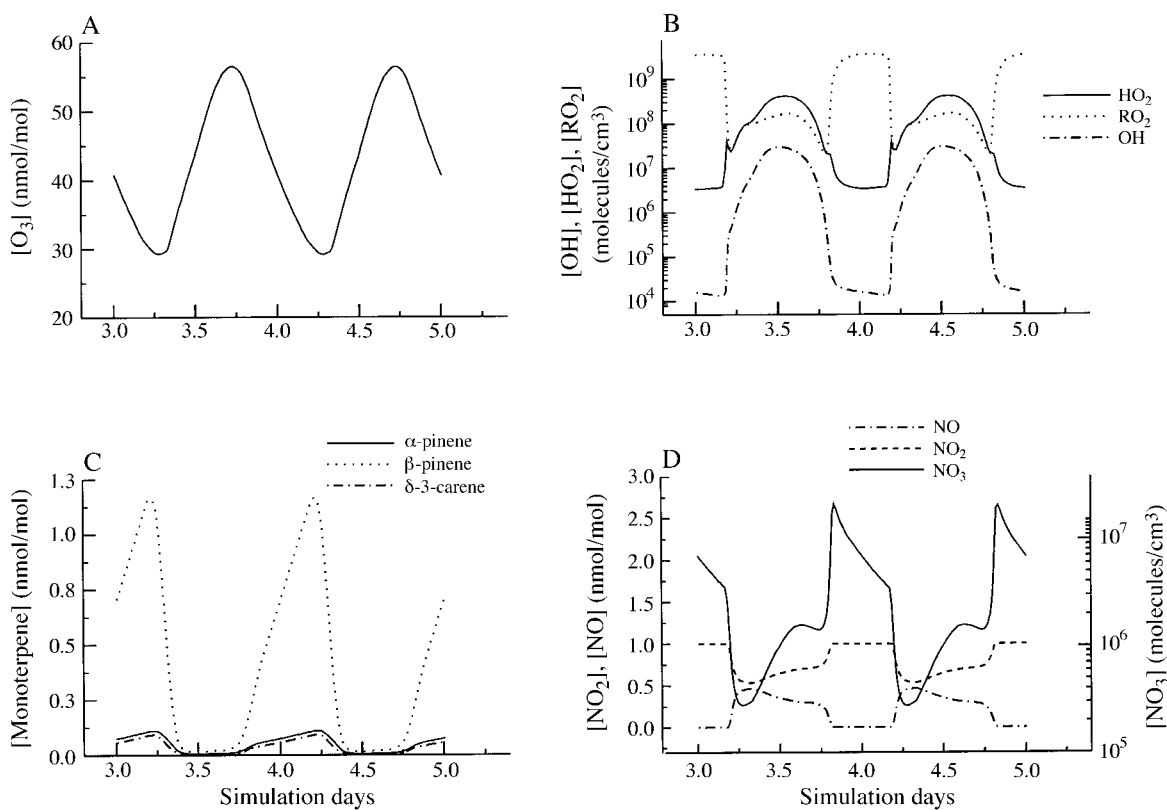 A
60
50
40
30
20
[O3] (nmol/mol)
3.0 3.5 4.0 4.5 5.0
B
10^9
10^8
10^7
10^6
10^5
10^4
[OH], [HO2], [RO2]
(molecules/cm^3)
3.0 3.5 4.0 4.5 5.0
HO2
RO2
OH
C
α-pinene
β-pinene
δ-3-carene
1.3
1.0
0.8
0.5
0.3
0.0
[Monoterpene] (nmol/mol)
3.0 3.5 4.0 4.5 5.0
Simulation days
D
NO
NO2
NO3
3.0
2.5
2.0
1.5
1.0
0.5
0.0
[NO2], [NO] (nmol/mol)
10^7
10^6
10^5
[NO3] (molecules/cm^3)
3.0 3.5 4.0 4.5 5.0
Simulation days